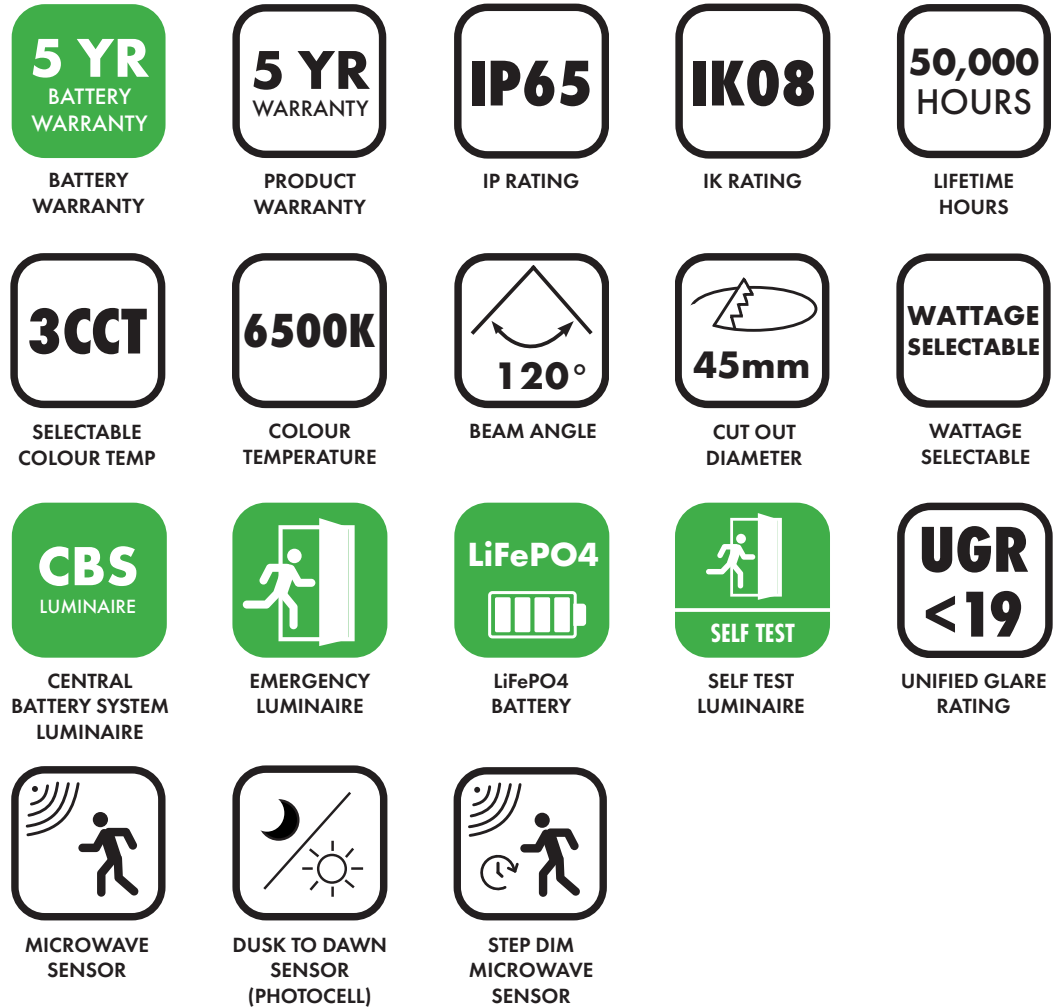 5 YR
BATTERY
WARRANTY
BATTERY
WARRANTY
5 YR
WARRANTY
PRODUCT
WARRANTY
IP65
IP RATING
IK08
IK RATING
50,000
HOURS
LIFETIME
HOURS
3CCT
SELECTABLE
COLOUR TEMP
6500K
COLOUR
TEMPERATURE
120°
BEAM ANGLE
45mm
CUT OUT
DIAMETER
WATTAGE
SELECTABLE
WATTAGE
SELECTABLE
CBS
LUMINAIRE
CENTRAL
BATTERY SYSTEM
LUMINAIRE
EMERGENCY
LUMINAIRE
LiFePO4
LiFePO4
BATTERY
SELF TEST
SELF TEST
LUMINAIRE
UGR
<19
UNIFIED GLARE
RATING
MICROWAVE
SENSOR
DUSK TO DAWN
SENSOR
(PHOTOCELL)
STEP DIM
MICROWAVE
SENSOR